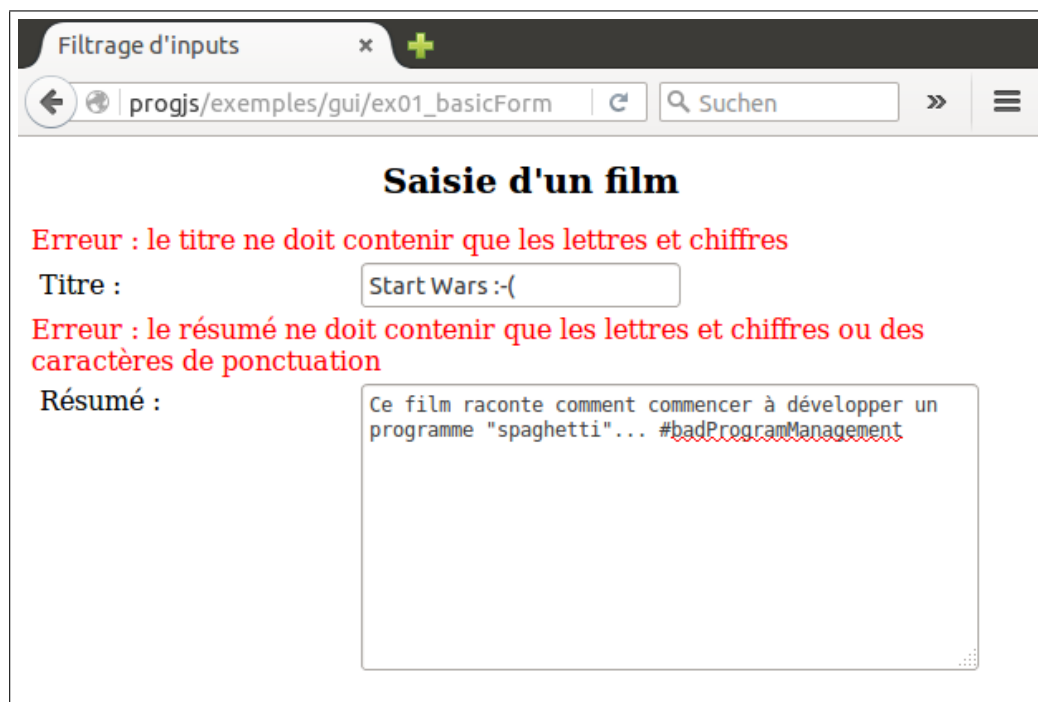 Filtrage d'inputs
progjs/exemples/gui/ex01_basicForm
Suchen
Saisie d'un film
Erreur : le titre ne doit contenir que les lettres et chiffres
Titre :
Start Wars :-(
Erreur : le résumé ne doit contenir que les lettres et chiffres ou des
caractères de ponctuation
Résumé :
Ce film raconte comment commencer à développer un
programme "spaghetti"... #badProgramManagement